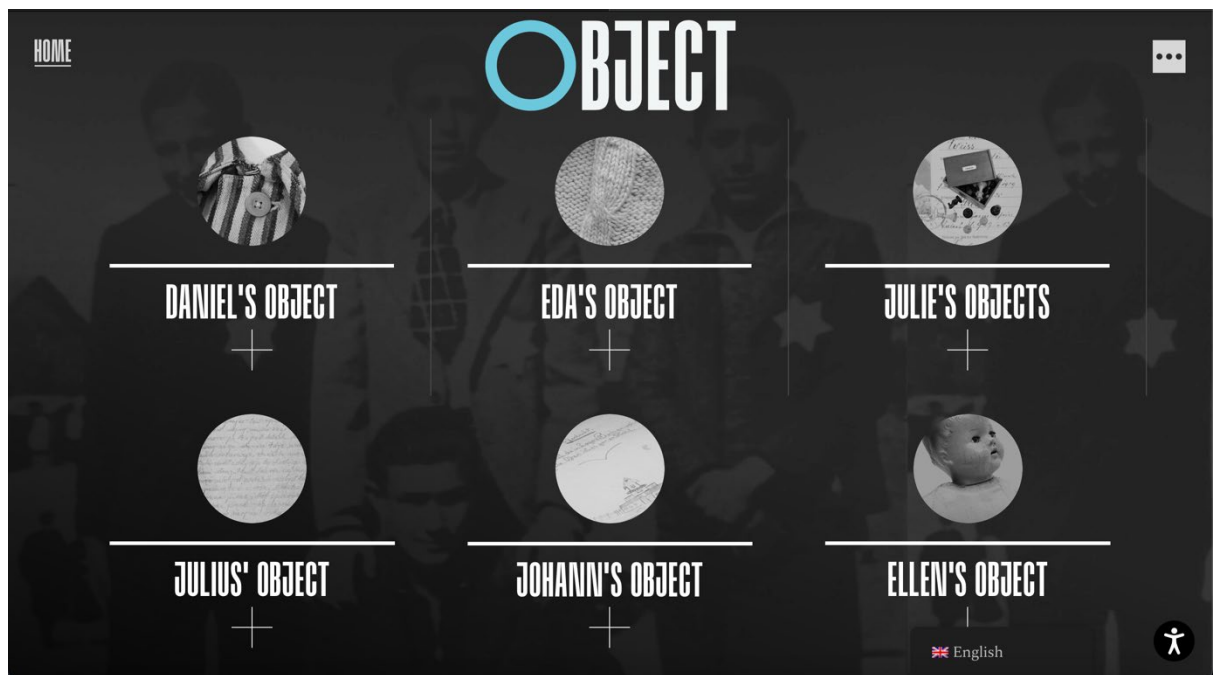 HOME
OBJECT
DANIEL'S OBJECT
EDA'S OBJECT
JULIE'S OBJECTS
JULIUS' OBJECT
JOHANN'S OBJECT
ELLEN'S OBJECT
English